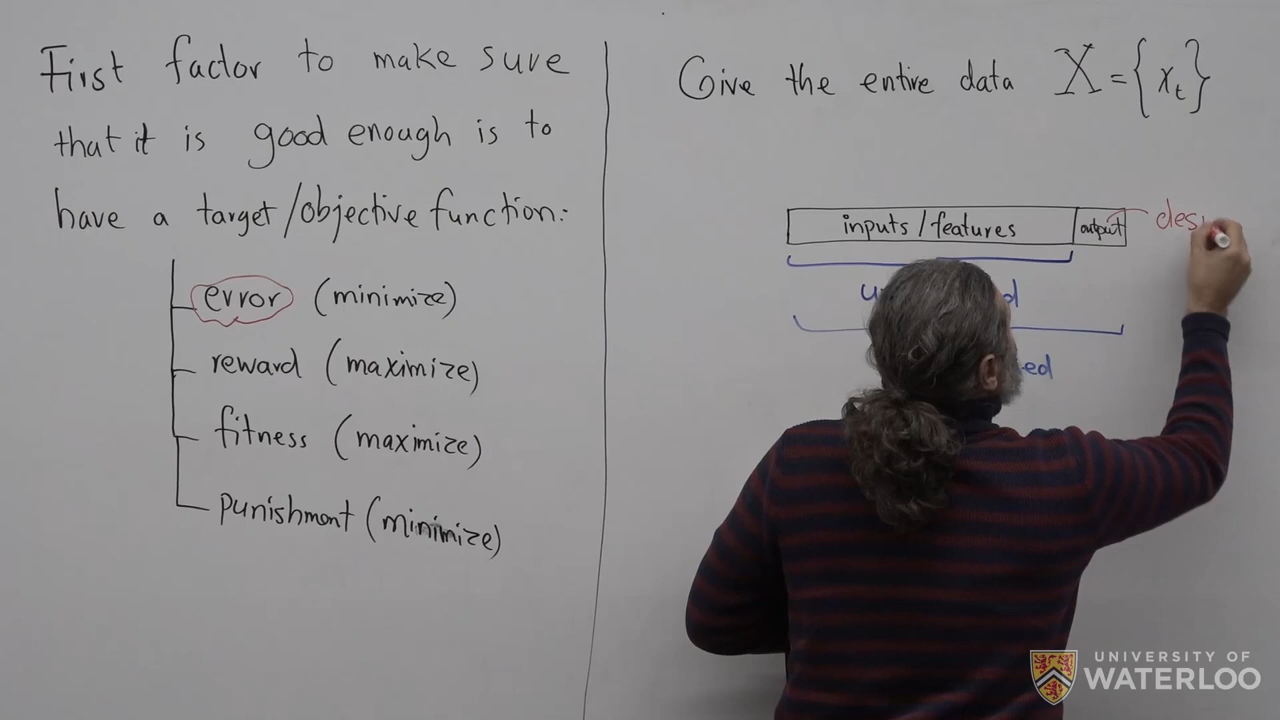 First factor to make sure
that it is good enough is to
have a target/objective function:
error (minimize)
reward (maximize)
fitness (maximize)
punishment (minimize)
Give the entire data X = {x_t}
inputs/features output
UNIVERSITY OF
WATERLOO